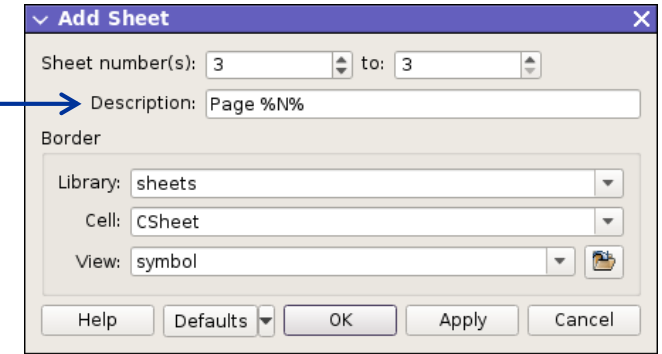 Add Sheet
Sheet number(s): 3 to: 3
Description: Page %N%
Border
Library: sheets
Cell: CSheet
View: symbol
Help Defaults OK Apply Cancel